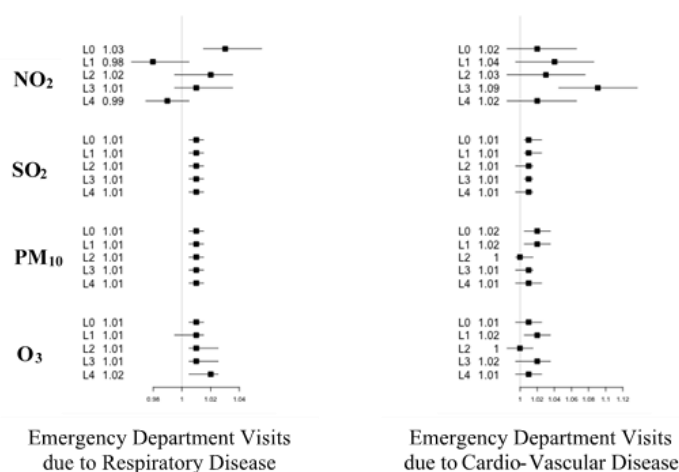 L0 1.03
L1 0.98
L2 1.02
L3 1.01
L4 0.99
NO2
L0 1.01
L1 1.01
L2 1.01
L3 1.01
L4 1.01
SO2
L0 1.01
L1 1.01
L2 1.01
L3 1.01
L4 1.01
PM10
L0 1.01
L1 1.01
L2 1.01
L3 1.01
L4 1.02
O3
0.98 1 1.02 1.04
Emergency Department Visits
due to Respiratory Disease
L0 1.02
L1 1.04
L2 1.03
L3 1.09
L4 1.02
L0 1.01
L1 1.01
L2 1.01
L3 1.01
L4 1.01
L0 1.02
L1 1.02
L2 1
L3 1.01
L4 1.01
L0 1.01
L1 1.02
L2 1
L3 1.02
L4 1.01
1 1.02 1.04 1.06 1.08 1.1 1.12
Emergency Department Visits
due to Cardio-Vascular Disease